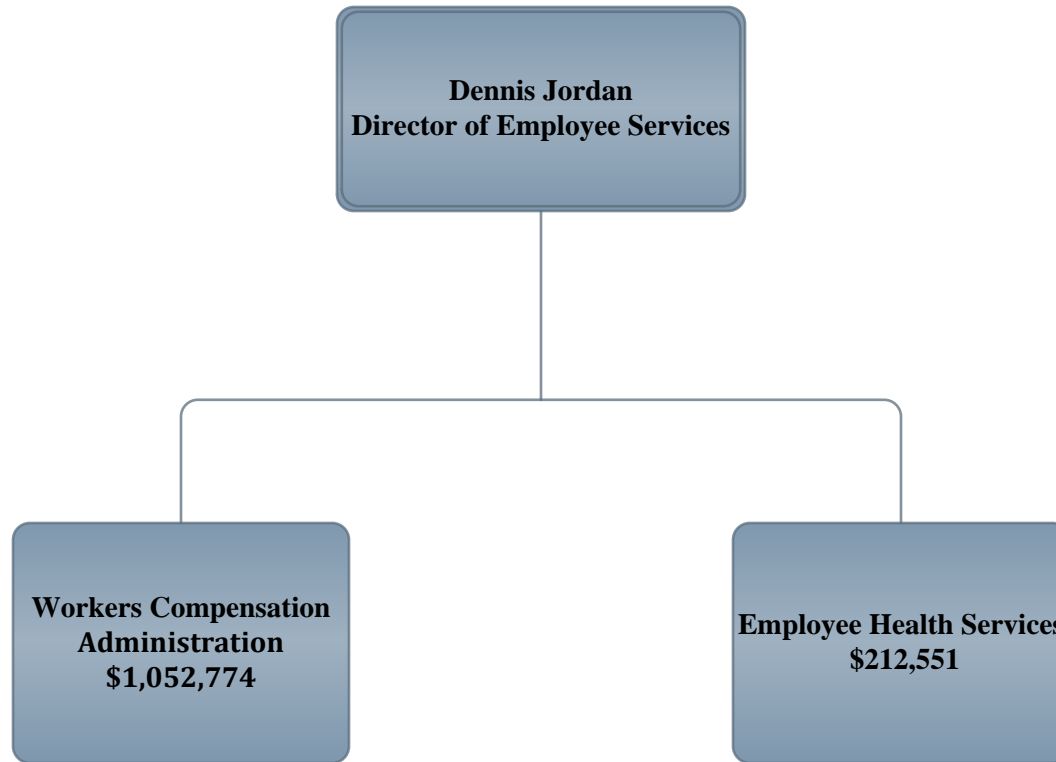 Dennis Jordan
Director of Employee Services
Workers Compensation
Administration
$1,052,774
Employee Health Services
$212,551